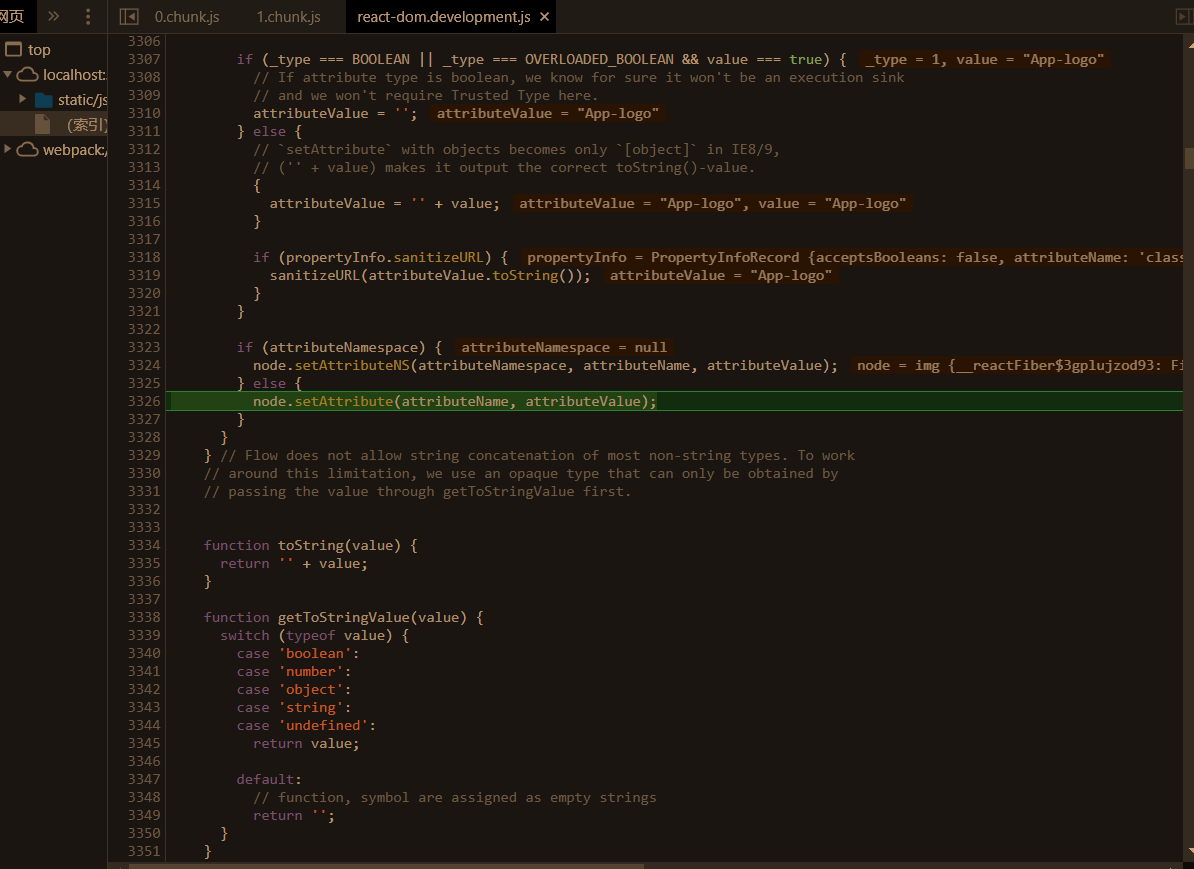 网页
0.chunk.js 1.chunk.js react-dom.development.js ×
top
localhost:
static/js
(索引)
webpack:/
3306
3307 if (_type === BOOLEAN || _type === OVERLOADED_BOOLEAN && value === true) { _type = 1, value = "App-logo"
3308 // If attribute type is boolean, we know for sure it won't be an execution sink
3309 // and we won't require Trusted Type here.
3310 attributeValue = ''; attributeValue = "App-logo"
3311 } else {
3312 // `setAttribute` with objects becomes only `[object]` in IE8/9,
3313 // ('' + value) makes it output the correct toString()-value.
3314 {
3315 attributeValue = '' + value; attributeValue = "App-logo", value = "App-logo"
3316 }
3317
3318 if (propertyInfo.sanitizeURL) { propertyInfo = PropertyInfoRecord {acceptsBooleans: false, attributeName: 'class
3319 sanitizeURL(attributeValue.toString()); attributeValue = "App-logo"
3320 }
3321 }
3322
3323 if (attributeNamespace) { attributeNamespace = null
3324 node.setAttributeNS(attributeNamespace, attributeName, attributeValue); node = img {__reactFiber$3gplujzod93: Fi
3325 } else {
3326 node.setAttribute(attributeName, attributeValue);
3327 }
3328 }
3329 } // Flow does not allow string concatenation of most non-string types. To work
3330 // around this limitation, we use an opaque type that can only be obtained by
3331 // passing the value through getToStringValue first.
3332
3333
3334 function toString(value) {
3335 return '' + value;
3336 }
3337
3338 function getToStringValue(value) {
3339 switch (typeof value) {
3340 case 'boolean':
3341 case 'number':
3342 case 'object':
3343 case 'string':
3344 case 'undefined':
3345 return value;
3346
3347 default:
3348 // function, symbol are assigned as empty strings
3349 return '';
3350 }
3351 }